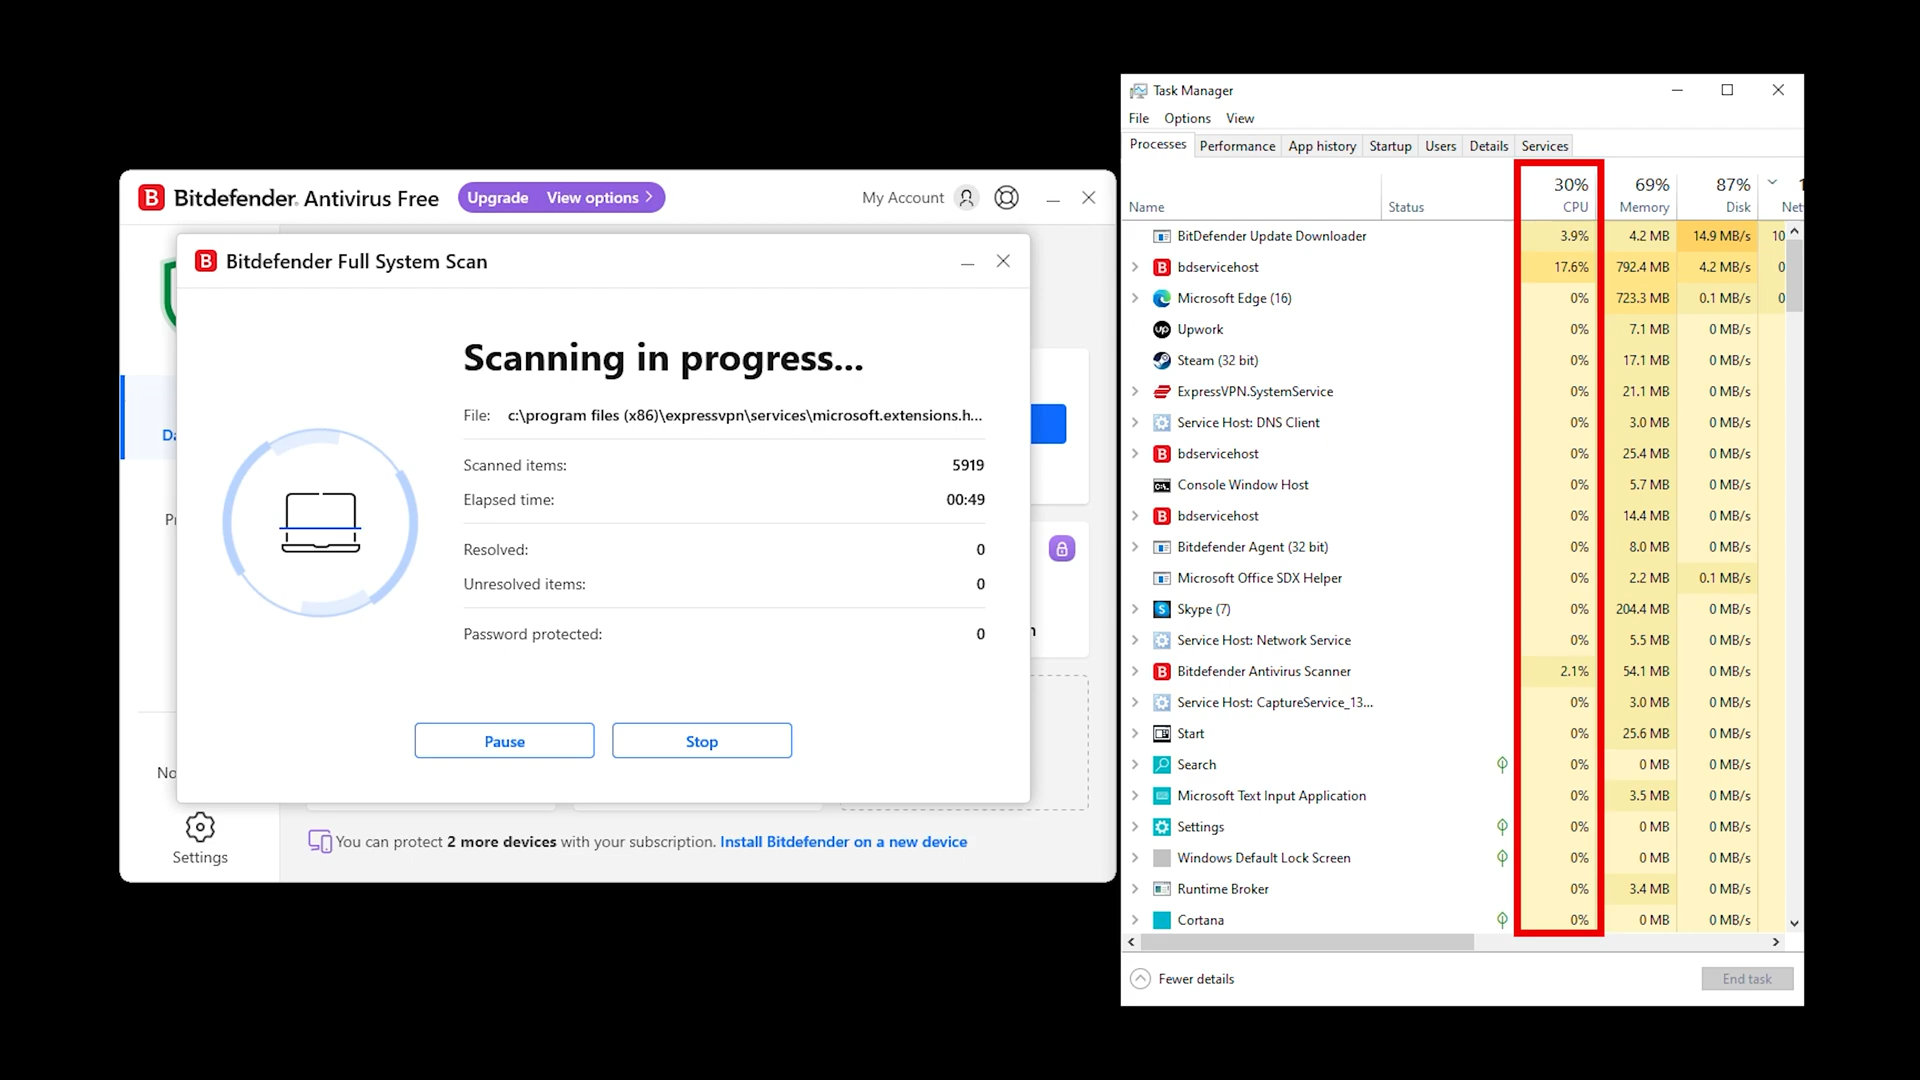 Bitdefender Antivirus Free
Upgrade View options
My Account
Bitdefender Full System Scan
Scanning in progress...
File: c:\program files (x86)\expressvpn\services\microsoft.extensions.h...
Scanned items: 5919
Elapsed time: 00:49
Resolved: 0
Unresolved items: 0
Password protected: 0
Pause Stop
Settings
You can protect 2 more devices with your subscription. Install Bitdefender on a new device
Task Manager
File Options View
Processes Performance App history Startup Users Details Services
30% 69% 87%
Name Status CPU Memory Disk
BitDefender Update Downloader 3.9% 4.2 MB 14.9 MB/s 10
bdservicehost 17.6% 792.4 MB 4.2 MB/s 0
Microsoft Edge (16) 0% 723.3 MB 0.1 MB/s 0
Upwork 0% 7.1 MB 0 MB/s
Steam (32 bit) 0% 17.1 MB 0 MB/s
ExpressVPN.SystemService 0% 21.1 MB 0 MB/s
Service Host: DNS Client 0% 3.0 MB 0 MB/s
bdservicehost 0% 25.4 MB 0 MB/s
Console Window Host 0% 5.7 MB 0 MB/s
bdservicehost 0% 14.4 MB 0 MB/s
Bitdefender Agent (32 bit) 0% 8.0 MB 0 MB/s
Microsoft Office SDX Helper 0% 2.2 MB 0.1 MB/s
Skype (7) 0% 204.4 MB 0 MB/s
Service Host: Network Service 0% 5.5 MB 0 MB/s
Bitdefender Antivirus Scanner 2.1% 54.1 MB 0 MB/s
Service Host: CaptureService_13... 0% 3.0 MB 0 MB/s
Start 0% 25.6 MB 0 MB/s
Search 0% 0 MB 0 MB/s
Microsoft Text Input Application 0% 3.5 MB 0 MB/s
Settings 0% 0 MB 0 MB/s
Windows Default Lock Screen 0% 0 MB 0 MB/s
Runtime Broker 0% 3.4 MB 0 MB/s
Cortana 0% 0 MB 0 MB/s
Fewer details End task